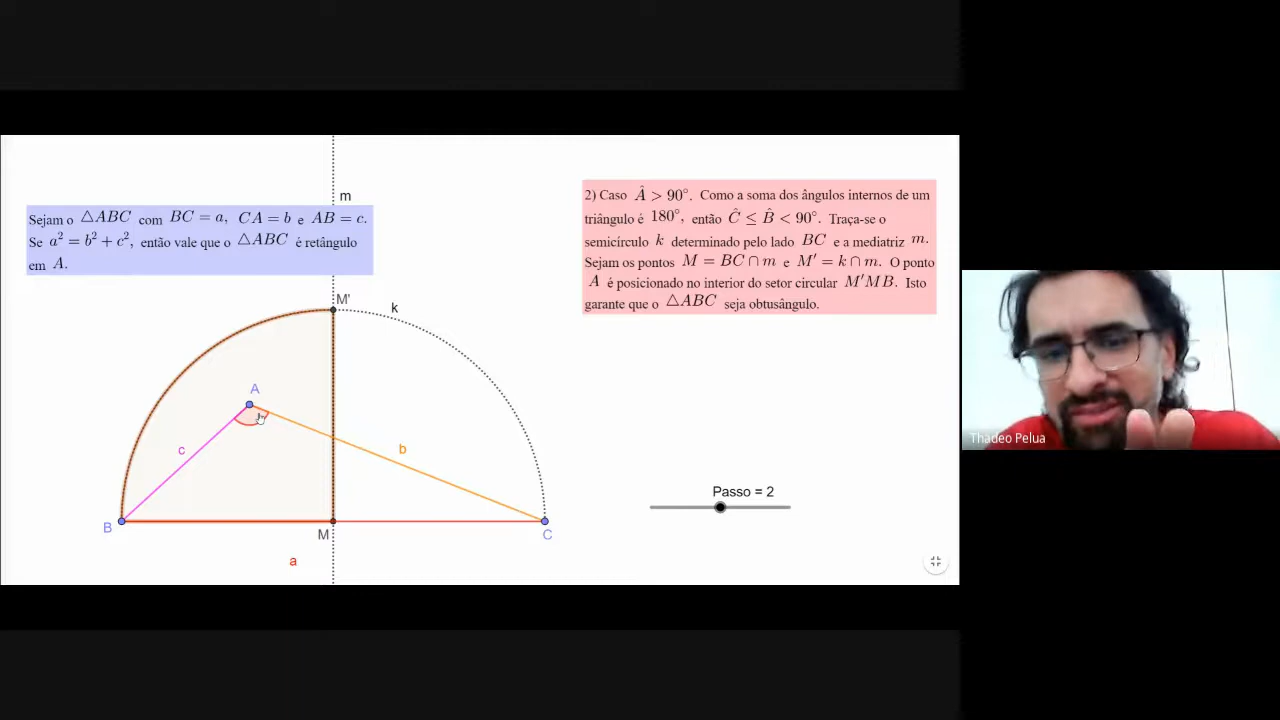 Sejam o △ABC com BC = a, CA = b e AB = c.
Se a² = b² + c², então vale que o △ABC é retângulo
em A.
2) Caso Â > 90°. Como a soma dos ângulos internos de um
triângulo é 180°, então Ĉ ≤ B̂ < 90°. Traça-se o
semicírculo k determinado pelo lado BC e a mediatriz m.
Sejam os pontos M = BC ∩ m e M' = k ∩ m. O ponto
A é posicionado no interior do setor circular M'MB. Isto
garante que o △ABC seja obtusângulo.
m
M'
k
A
c
b
B
M
C
a
Passo = 2
Thadeo Pelua